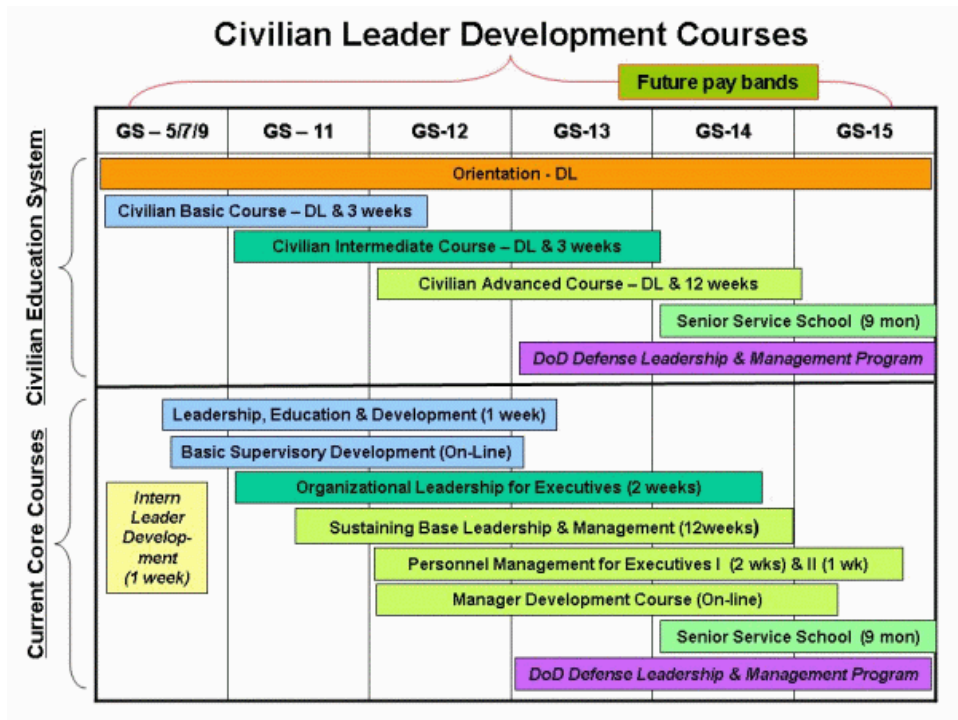 Civilian Leader Development Courses
Future pay bands
GS – 5/7/9
GS – 11
GS-12
GS-13
GS-14
GS-15
Civilian Education System
Orientation - DL
Civilian Basic Course – DL & 3 weeks
Civilian Intermediate Course – DL & 3 weeks
Civilian Advanced Course – DL & 12 weeks
Senior Service School (9 mon)
DoD Defense Leadership & Management Program
Current Core Courses
Leadership, Education & Development (1 week)
Basic Supervisory Development (On-Line)
Organizational Leadership for Executives (2 weeks)
Intern
Leader
Develop-
ment
(1 week)
Sustaining Base Leadership & Management (12weeks)
Personnel Management for Executives I (2 wks) & II (1 wk)
Manager Development Course (On-line)
Senior Service School (9 mon)
DoD Defense Leadership & Management Program